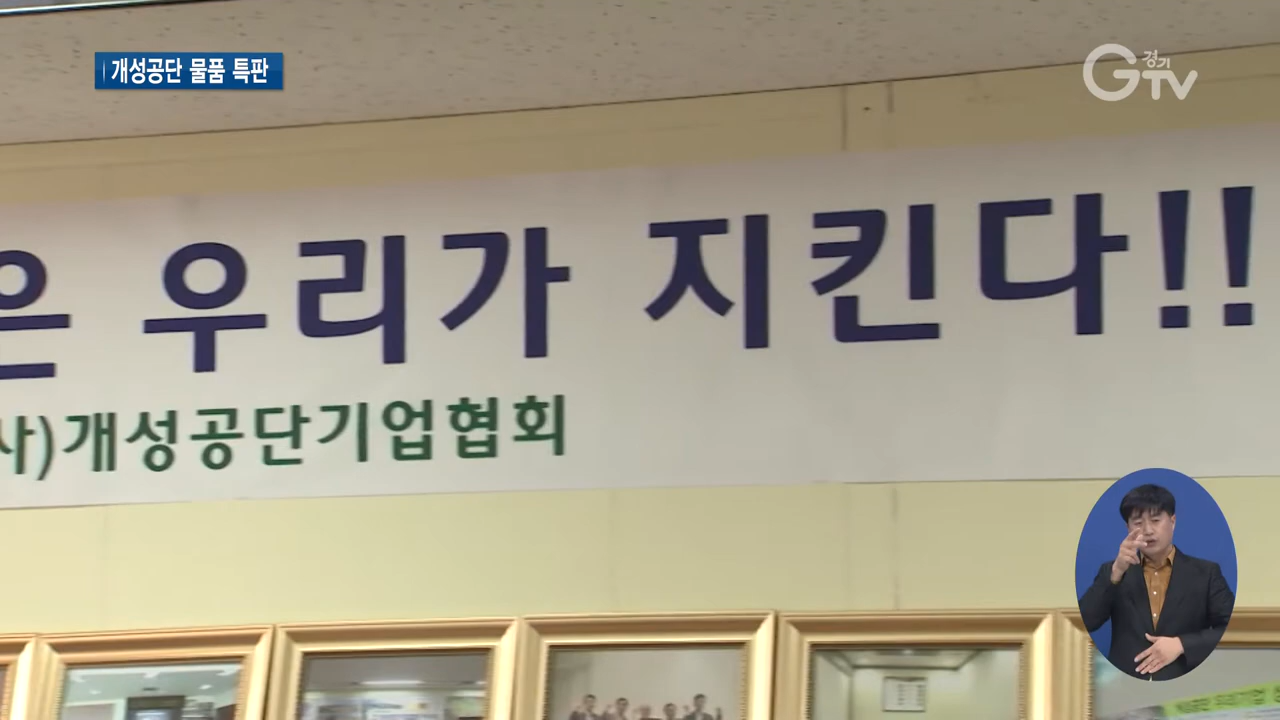 개성공단 물품 특판
경기
GTV
은 우리가 지킨다!!
사)개성공단기업협회